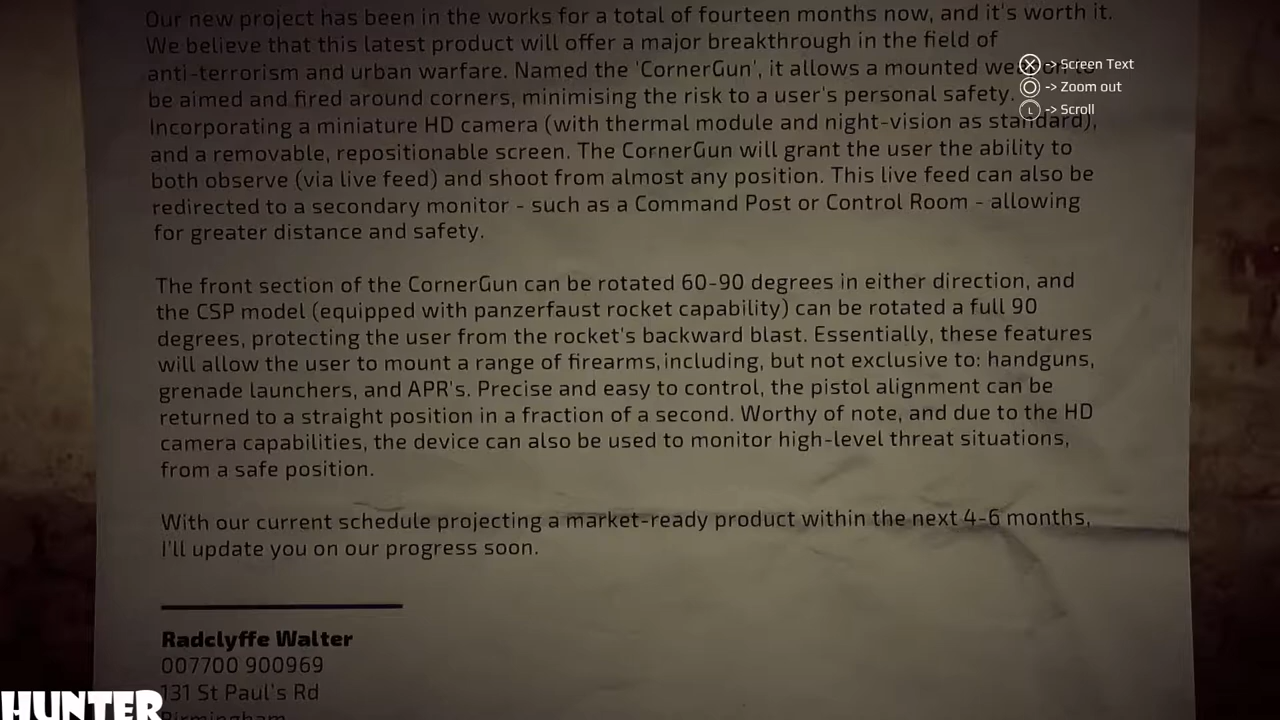 Our new project has been in the works for a total of fourteen months now, and it's worth it.
We believe that this latest product will offer a major breakthrough in the field of
anti-terrorism and urban warfare. Named the 'CornerGun', it allows a mounted weapon to
be aimed and fired around corners, minimising the risk to a user's personal safety.
Incorporating a miniature HD camera (with thermal module and night-vision as standard),
and a removable, repositionable screen. The CornerGun will grant the user the ability to
both observe (via live feed) and shoot from almost any position. This live feed can also be
redirected to a secondary monitor - such as a Command Post or Control Room - allowing
for greater distance and safety.
The front section of the CornerGun can be rotated 60-90 degrees in either direction, and
the CSP model (equipped with panzerfaust rocket capability) can be rotated a full 90
degrees, protecting the user from the rocket's backward blast. Essentially, these features
will allow the user to mount a range of firearms, including, but not exclusive to: handguns,
grenade launchers, and APR's. Precise and easy to control, the pistol alignment can be
returned to a straight position in a fraction of a second. Worthy of note, and due to the HD
camera capabilities, the device can also be used to monitor high-level threat situations,
from a safe position.
With our current schedule projecting a market-ready product within the next 4-6 months,
I'll update you on our progress soon.
Radclyffe Walter
007700 900969
131 St Paul's Rd
Birmingham
-> Screen Text
-> Zoom out
L -> Scroll
HUNTER